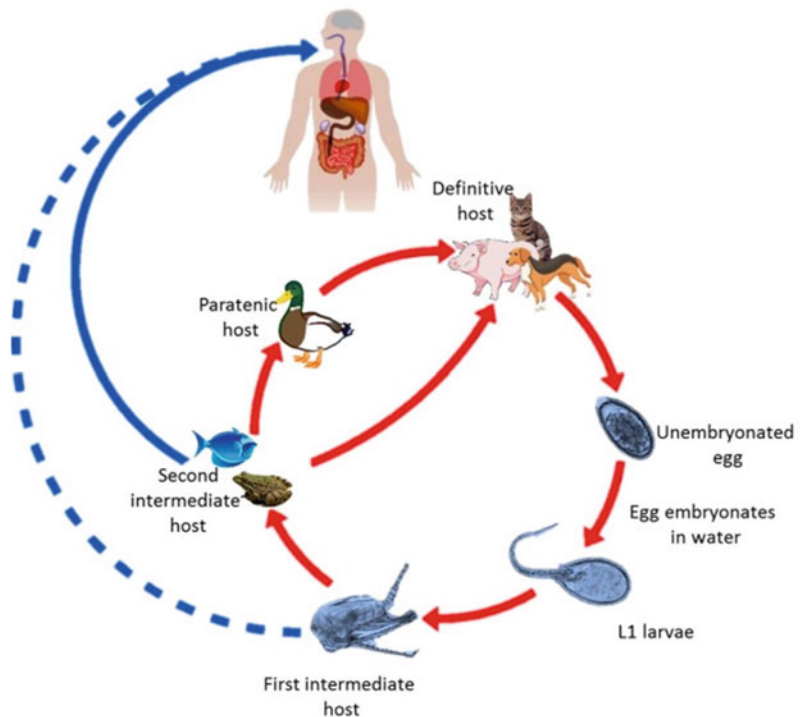 Definitive
host
Paratenic
host
Unembryonated
egg
Second
intermediate
host
Egg embryonates
in water
L1 larvae
First intermediate
host